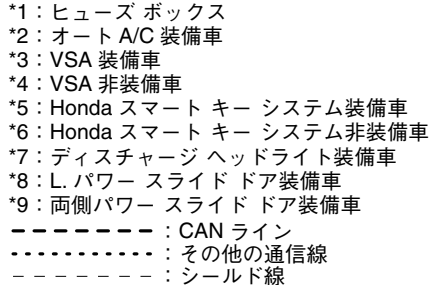 *1：ヒューズ ボックス
*2：オート A/C 装備車
*3：VSA 装備車
*4：VSA 非装備車
*5：Honda スマート キー システム装備車
*6：Honda スマート キー システム非装備車
*7：ディスチャージ ヘッドライト装備車
*8：L. パワー スライド ドア装備車
*9：両側パワー スライド ドア装備車
：CAN ライン
：その他の通信線
：シールド線